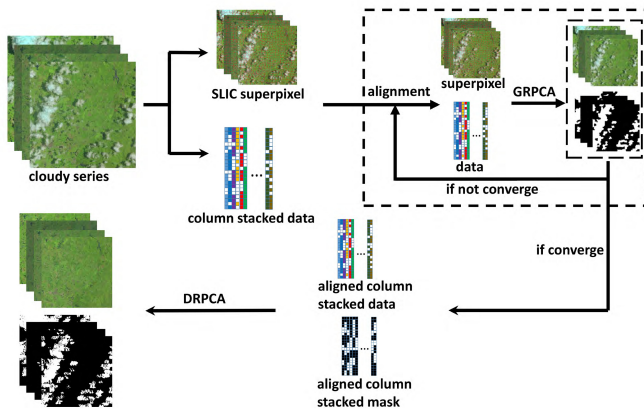 cloudy series
SLIC superpixel
column stacked data
...
alignment
superpixel
...
data
GRPCA
if not converge
if converge
...
aligned column
stacked data
...
aligned column
stacked mask
DRPCA